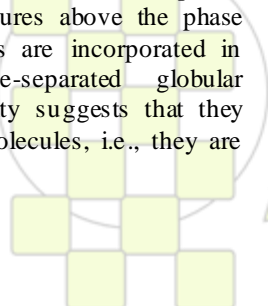 ures above the phase
s are incorporated in
e-separated globular
ty suggests that they
olecules, i.e., they are